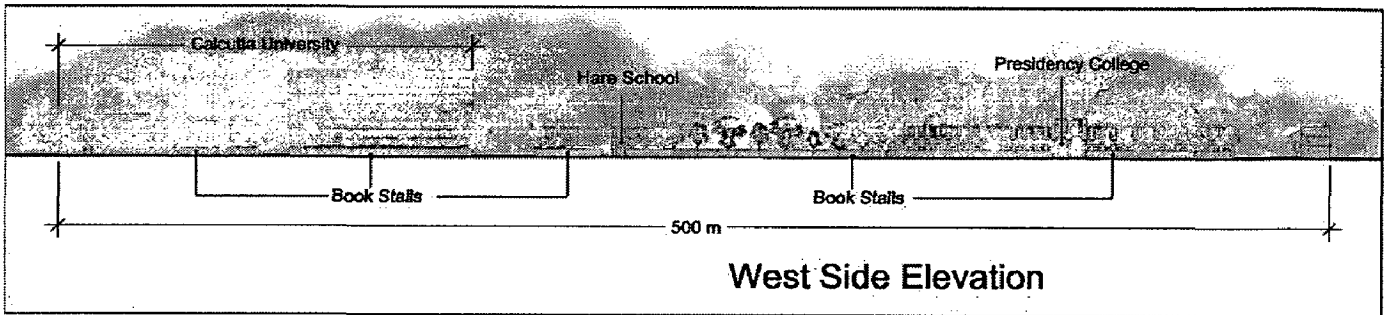 Calcutta University
Hare School
Presidency College
Book Stalls
Book Stalls
500 m
West Side Elevation